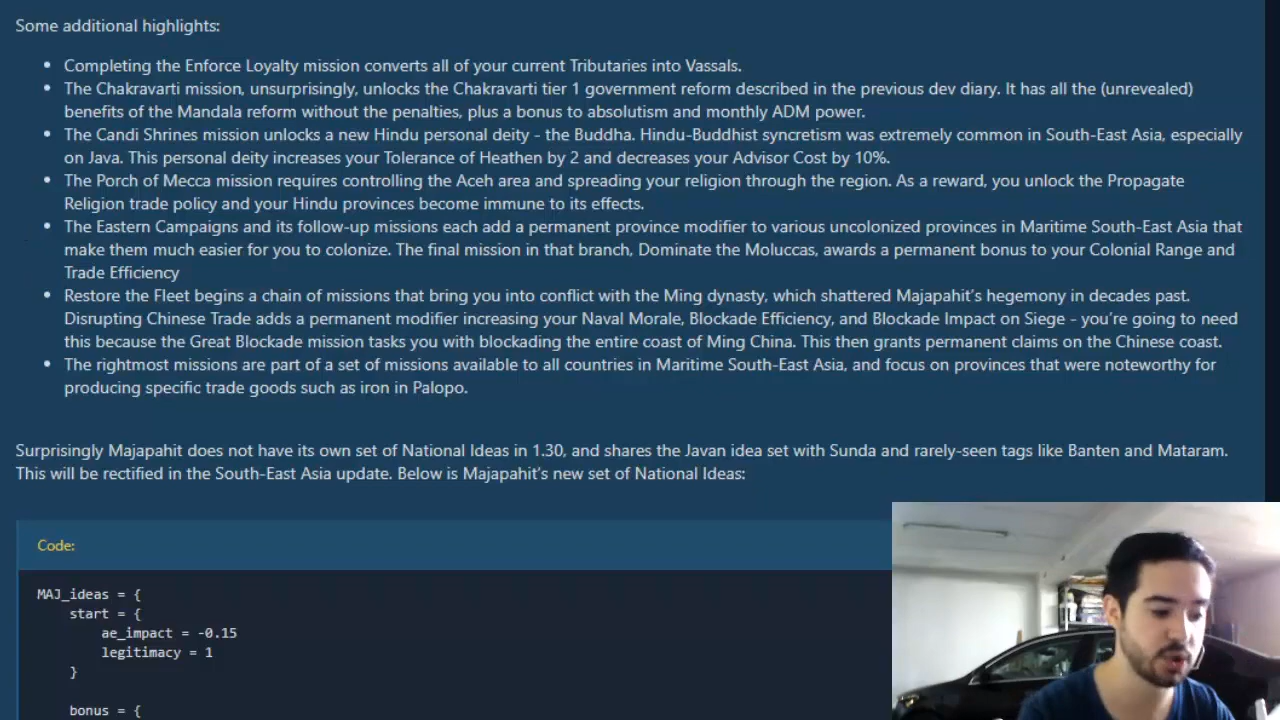 Some additional highlights:
Completing the Enforce Loyalty mission converts all of your current Tributaries into Vassals.
The Chakravarti mission, unsurprisingly, unlocks the Chakravarti tier 1 government reform described in the previous dev diary. It has all the (unrevealed)
benefits of the Mandala reform without the penalties, plus a bonus to absolutism and monthly ADM power.
The Candi Shrines mission unlocks a new Hindu personal deity - the Buddha. Hindu-Buddhist syncretism was extremely common in South-East Asia, especially
on Java. This personal deity increases your Tolerance of Heathen by 2 and decreases your Advisor Cost by 10%.
The Porch of Mecca mission requires controlling the Aceh area and spreading your religion through the region. As a reward, you unlock the Propagate
Religion trade policy and your Hindu provinces become immune to its effects.
The Eastern Campaigns and its follow-up missions each add a permanent province modifier to various uncolonized provinces in Maritime South-East Asia that
make them much easier for you to colonize. The final mission in that branch, Dominate the Moluccas, awards a permanent bonus to your Colonial Range and
Trade Efficiency
Restore the Fleet begins a chain of missions that bring you into conflict with the Ming dynasty, which shattered Majapahit's hegemony in decades past.
Disrupting Chinese Trade adds a permanent modifier increasing your Naval Morale, Blockade Efficiency, and Blockade Impact on Siege - you're going to need
this because the Great Blockade mission tasks you with blockading the entire coast of Ming China. This then grants permanent claims on the Chinese coast.
The rightmost missions are part of a set of missions available to all countries in Maritime South-East Asia, and focus on provinces that were noteworthy for
producing specific trade goods such as iron in Palopo.
Surprisingly Majapahit does not have its own set of National Ideas in 1.30, and shares the Javan idea set with Sunda and rarely-seen tags like Banten and Mataram.
This will be rectified in the South-East Asia update. Below is Majapahit's new set of National Ideas:
Code:
MAJ_ideas = {
start = {
ae_impact = -0.15
legitimacy = 1
}
bonus = {